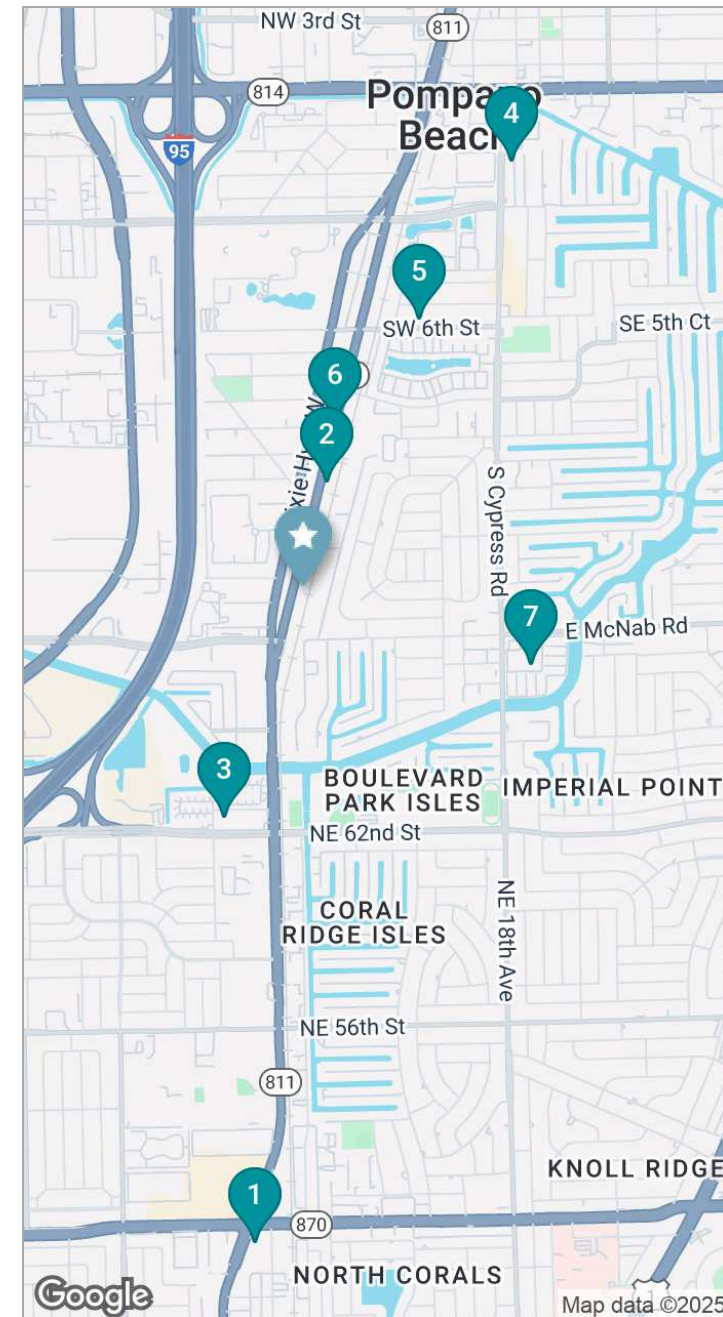 NW 3rd St
811
814
Pompano
Beach
4
95
5
SW 6th St
SE 5th Ct
6
2
S Cypress Rd
7
E McNab Rd
3
BOULEVARD
PARK ISLES
IMPERIAL POINT
NE 62nd St
CORAL
RIDGE ISLES
NE 18th Ave
NE 56th St
811
KNOLL RIDGE
1
870
NORTH CORALS
1
Google
Map data ©2025